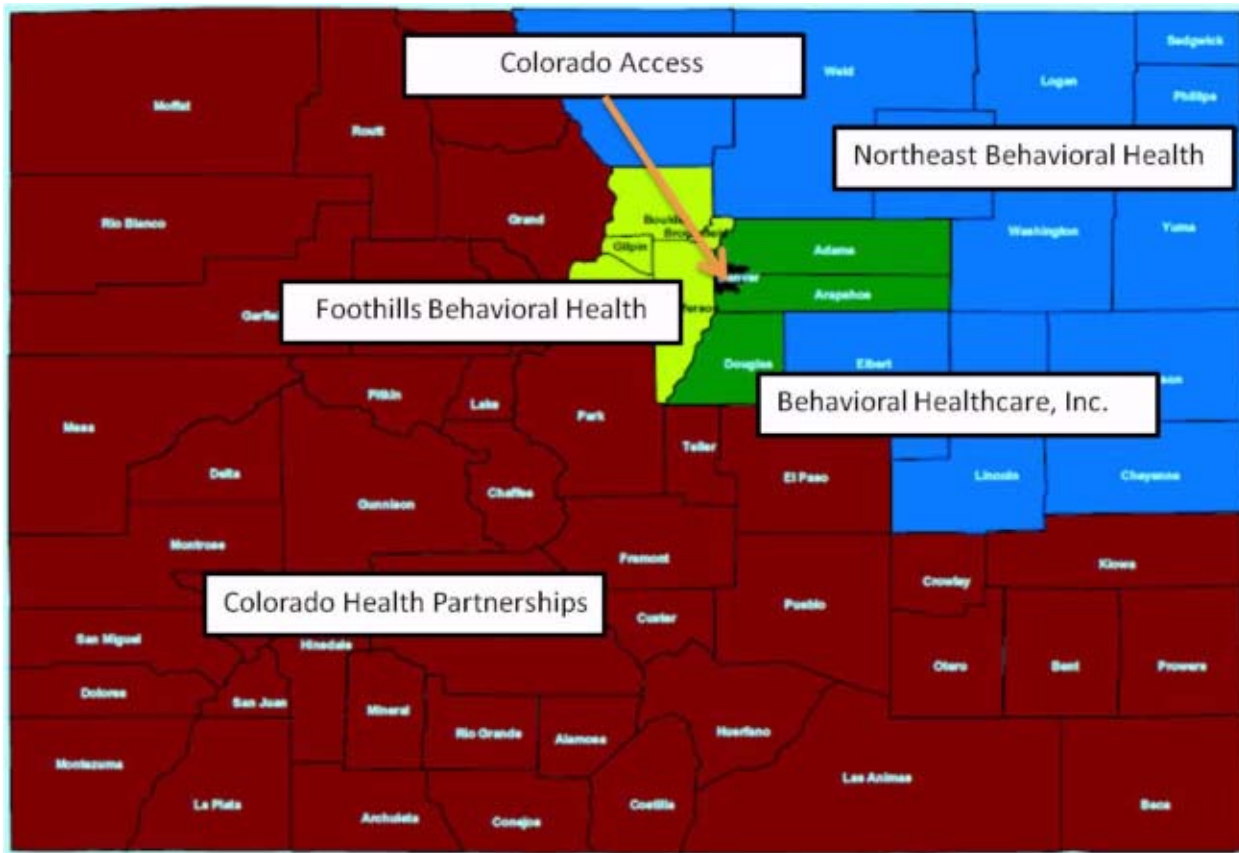 Colorado Access
Weld
Sedgwick
Logan
Phillips
Moffat
Routt
Northeast Behavioral Health
Rio Blanco
Grand
Boulder
Gilpin
Washington
Yuma
Adams
Denver
Arapahoe
Foothills Behavioral Health
Garfield
Jefferson
Douglas
Elbert
Pitkin
Lake
Park
Behavioral Healthcare, Inc.
Mesa
Delta
Teller
El Paso
Lincoln
Cheyenne
Gunnison
Chaffee
Montrose
Fremont
Kiowa
Crowley
Colorado Health Partnerships
Pueblo
Custer
San Miguel
Hinsdale
Otero
Bent
Prowers
Dolores
San Juan
Mineral
Rio Grande
Alamosa
Huerfano
Montezuma
La Plata
Archuleta
Conejos
Costilla
Las Animas
Baca